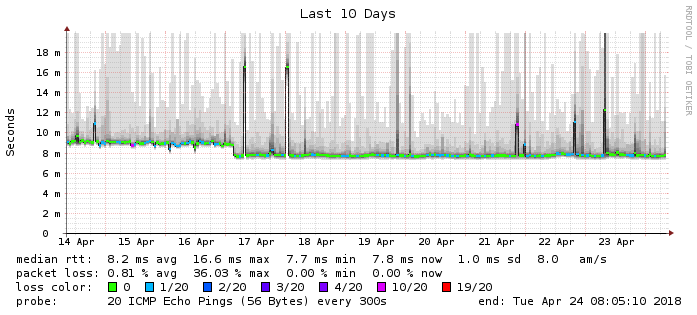 Last 10 Days
RRDTOOL / TOBI OETIKER
Seconds
18 m
16 m
14 m
12 m
10 m
8 m
6 m
4 m
2 m
0
14 Apr 15 Apr 16 Apr 17 Apr 18 Apr 19 Apr 20 Apr 21 Apr 22 Apr 23 Apr
median rtt: 8.2 ms avg 16.6 ms max 7.7 ms min 7.8 ms now 1.0 ms sd 8.0 am/s
packet loss: 0.81 % avg 36.03 % max 0.00 % min 0.00 % now
loss color: 0 1/20 2/20 3/20 4/20 10/20 19/20
probe: 20 ICMP Echo Pings (56 Bytes) every 300s end: Tue Apr 24 08:05:10 2018